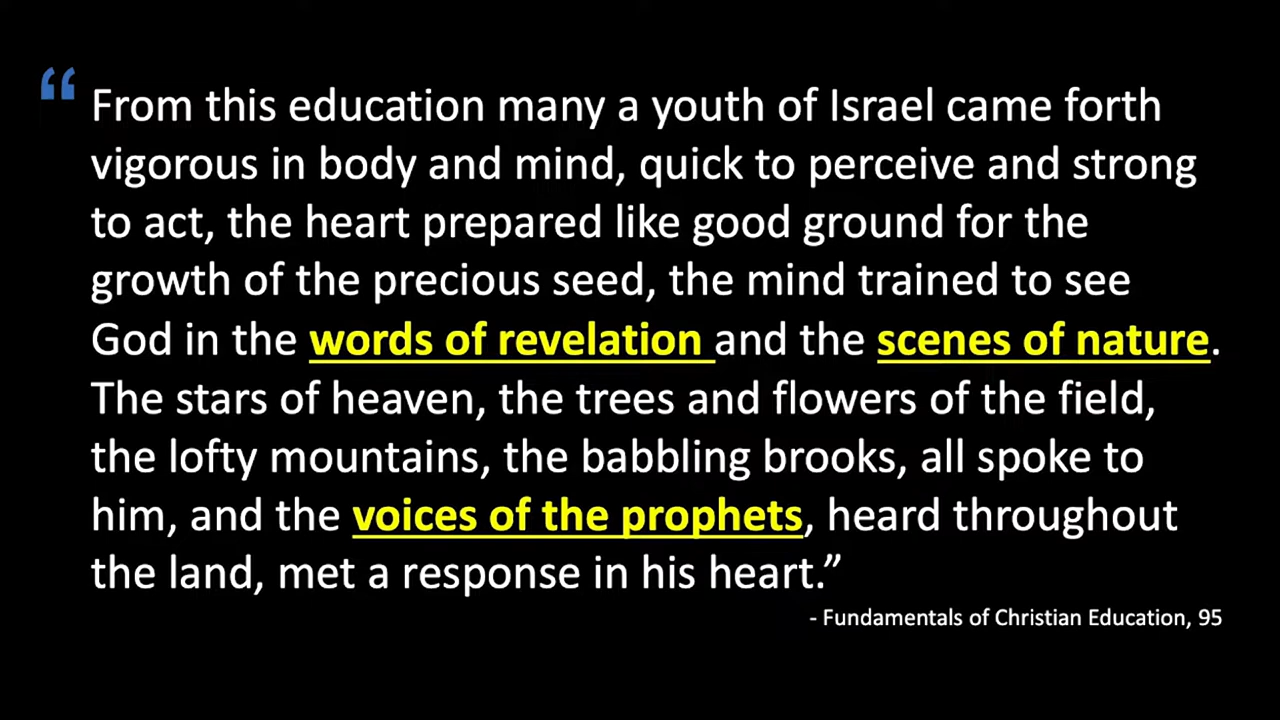 “ From this education many a youth of Israel came forth
vigorous in body and mind, quick to perceive and strong
to act, the heart prepared like good ground for the
growth of the precious seed, the mind trained to see
God in the words of revelation and the scenes of nature.
The stars of heaven, the trees and flowers of the field,
the lofty mountains, the babbling brooks, all spoke to
him, and the voices of the prophets, heard throughout
the land, met a response in his heart.”
- Fundamentals of Christian Education, 95